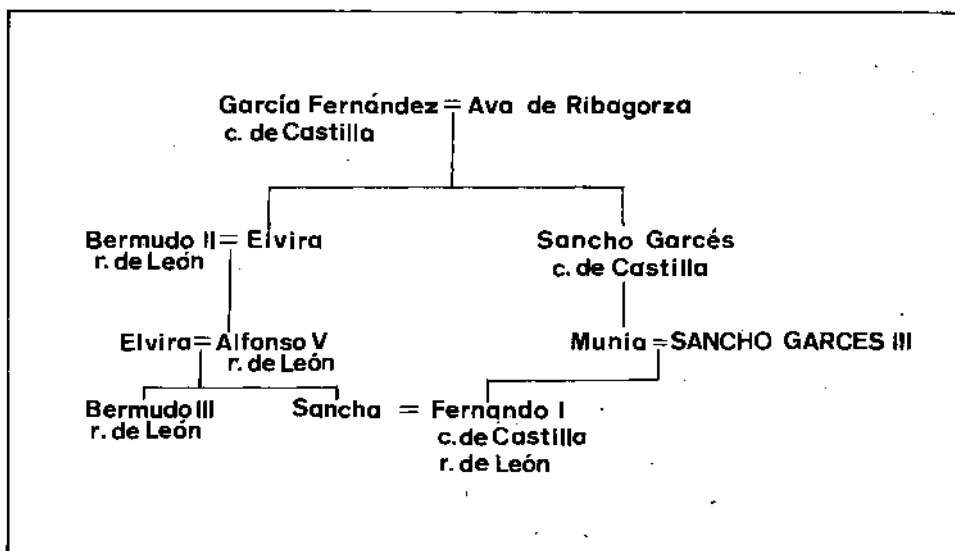 García Fernández = Ava de Ribagorza
c. de Castilla
Bermudo II = Elvira
r. de León
Sancho Garcés
c. de Castilla
Elvira = Alfonso V
r. de León
Munia = SANCHO GARCES III
Bermudo III
r. de León
Sancha = Fernando I
c. de Castilla
r. de León